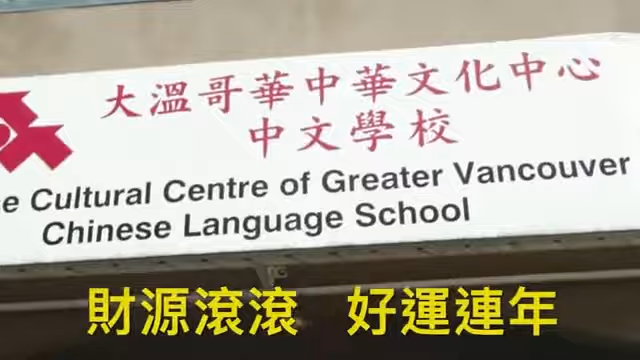 大溫哥華中華文化中心
中文學校
e Cultural Centre of Greater Vancouver
Chinese Language School
財源滾滾 好運連年